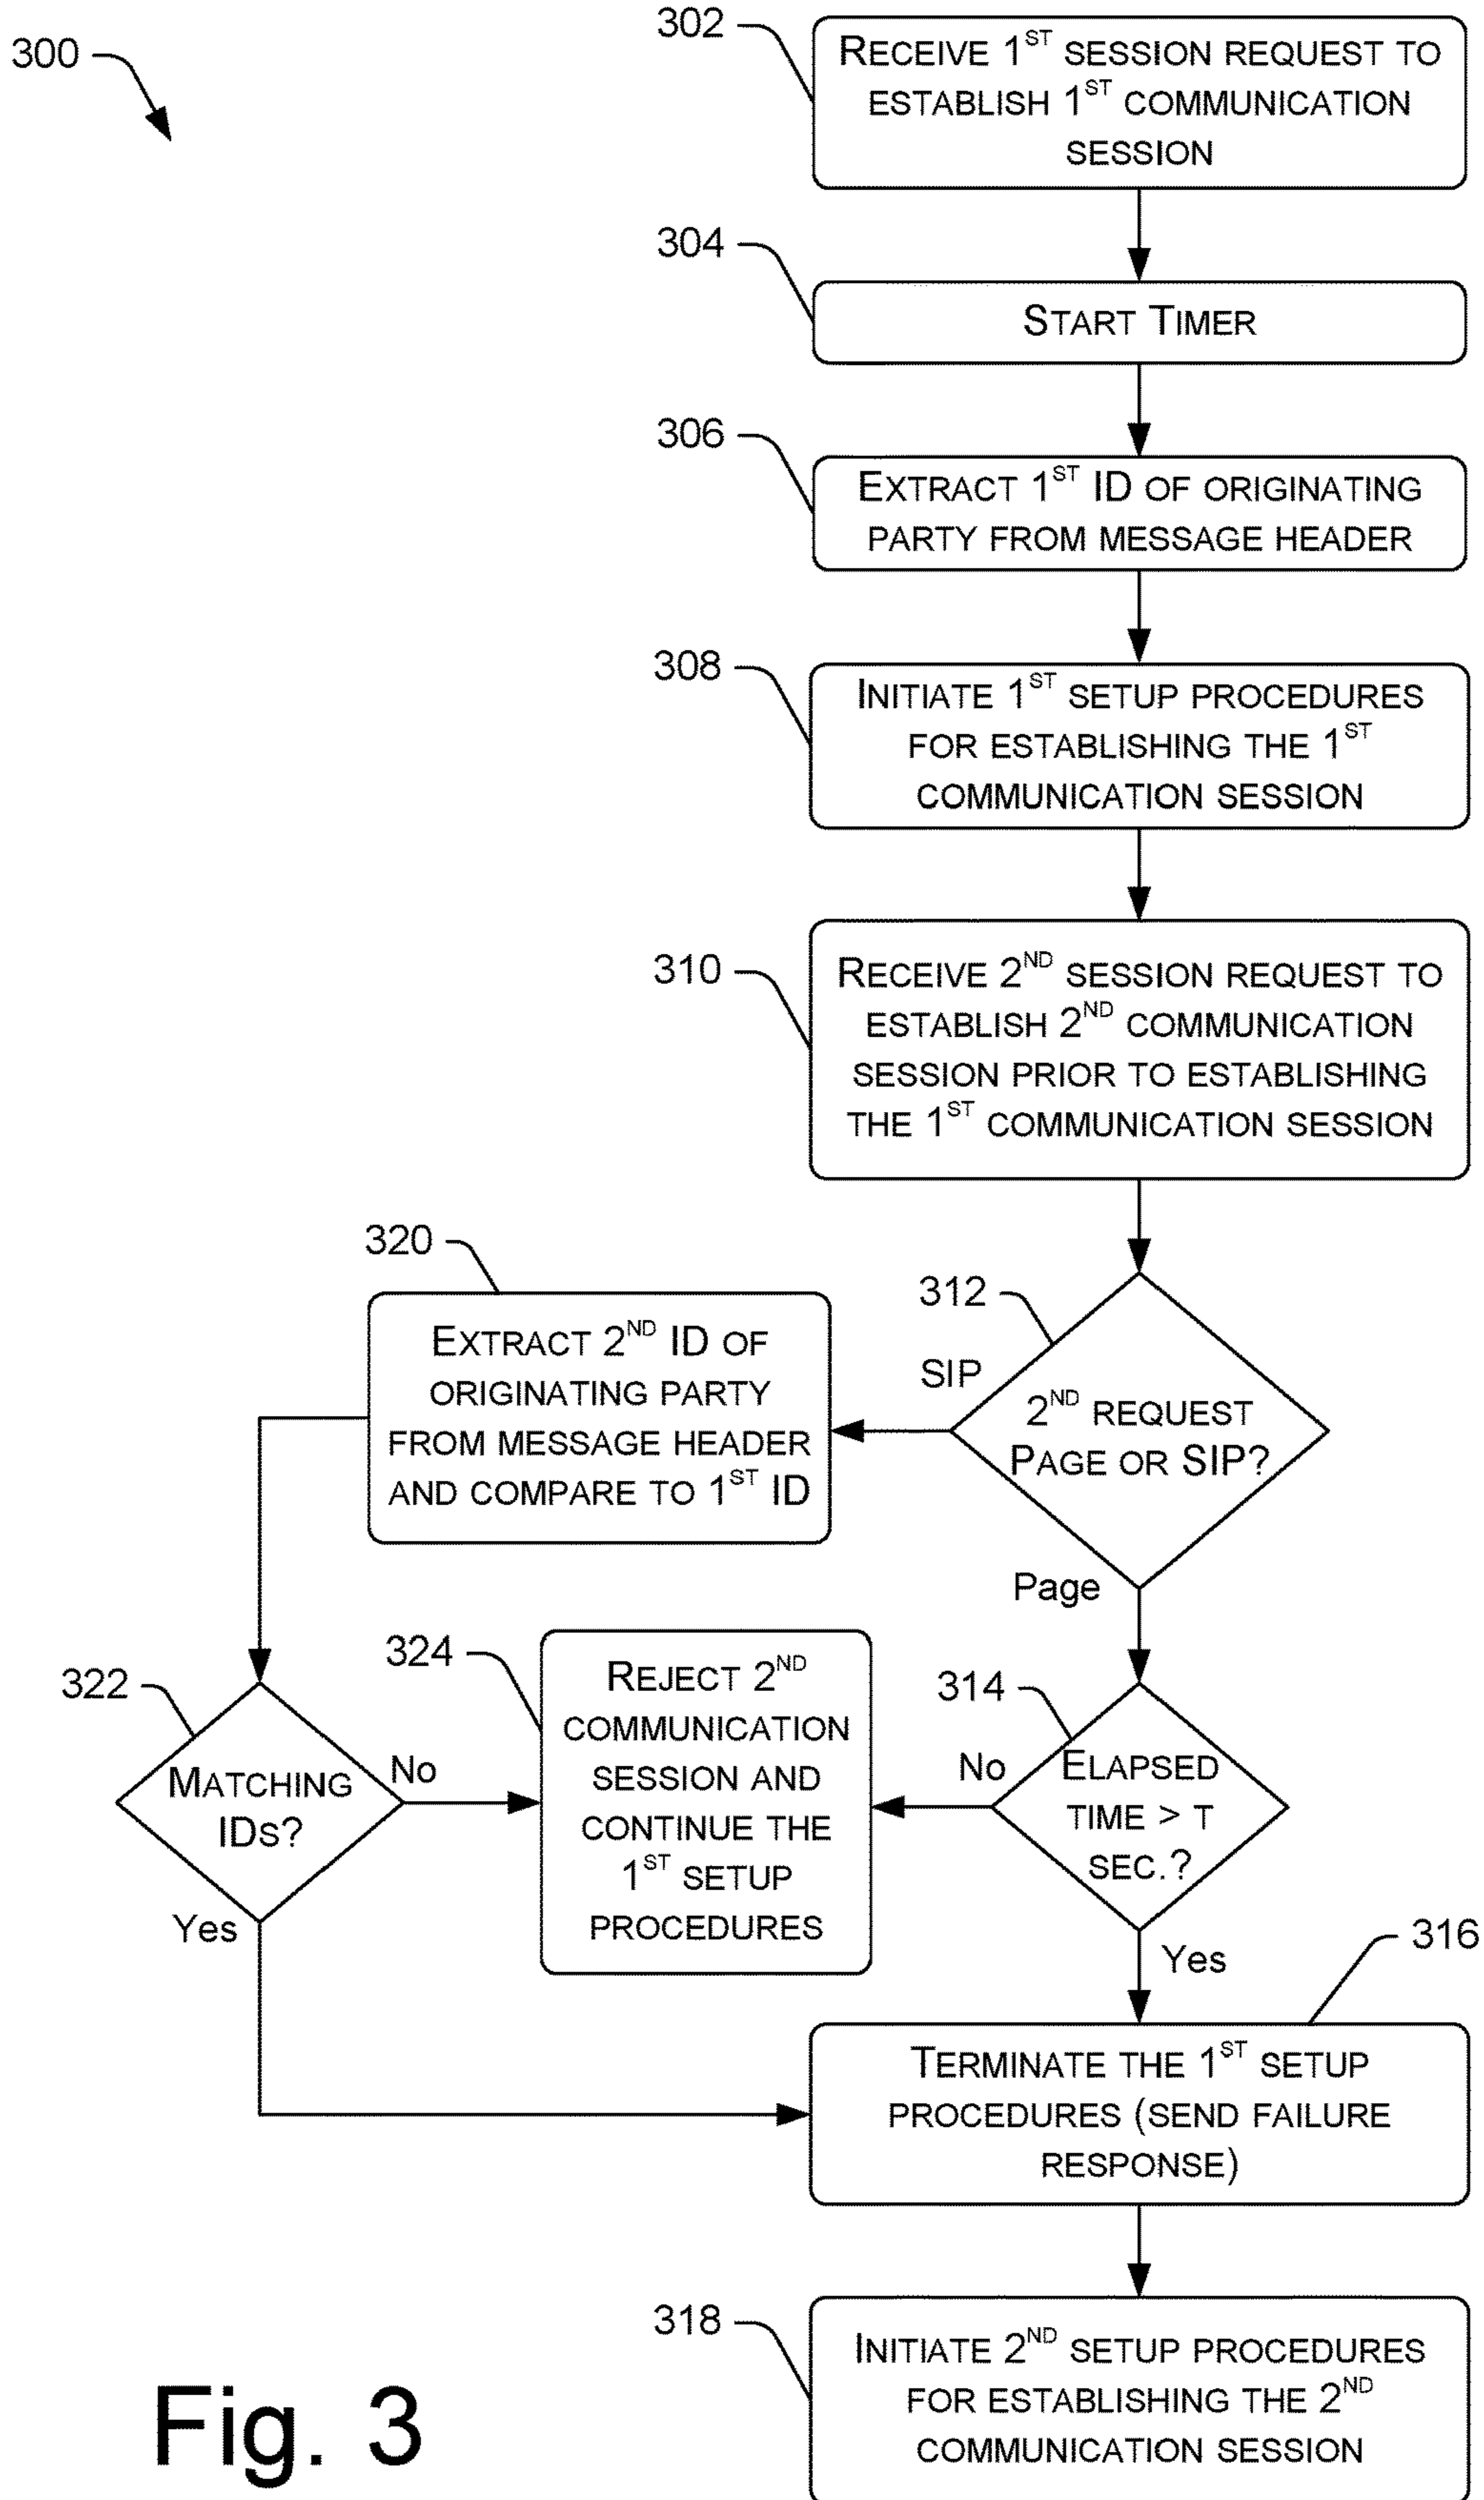 300
302
RECEIVE 1ST SESSION REQUEST TO
ESTABLISH 1ST COMMUNICATION
SESSION
304
START TIMER
306
EXTRACT 1ST ID OF ORIGINATING
PARTY FROM MESSAGE HEADER
308
INITIATE 1ST SETUP PROCEDURES
FOR ESTABLISHING THE 1ST
COMMUNICATION SESSION
310
RECEIVE 2ND SESSION REQUEST TO
ESTABLISH 2ND COMMUNICATION
SESSION PRIOR TO ESTABLISHING
THE 1ST COMMUNICATION SESSION
312
2ND REQUEST
PAGE OR SIP?
SIP
Page
320
EXTRACT 2ND ID OF
ORIGINATING PARTY
FROM MESSAGE HEADER
AND COMPARE TO 1ST ID
322
MATCHING
IDS?
No
Yes
324
REJECT 2ND
COMMUNICATION
SESSION AND
CONTINUE THE
1ST SETUP
PROCEDURES
314
ELAPSED
TIME > T
SEC.?
No
Yes
316
TERMINATE THE 1ST SETUP
PROCEDURES (SEND FAILURE
RESPONSE)
318
INITIATE 2ND SETUP PROCEDURES
FOR ESTABLISHING THE 2ND
COMMUNICATION SESSION
Fig. 3